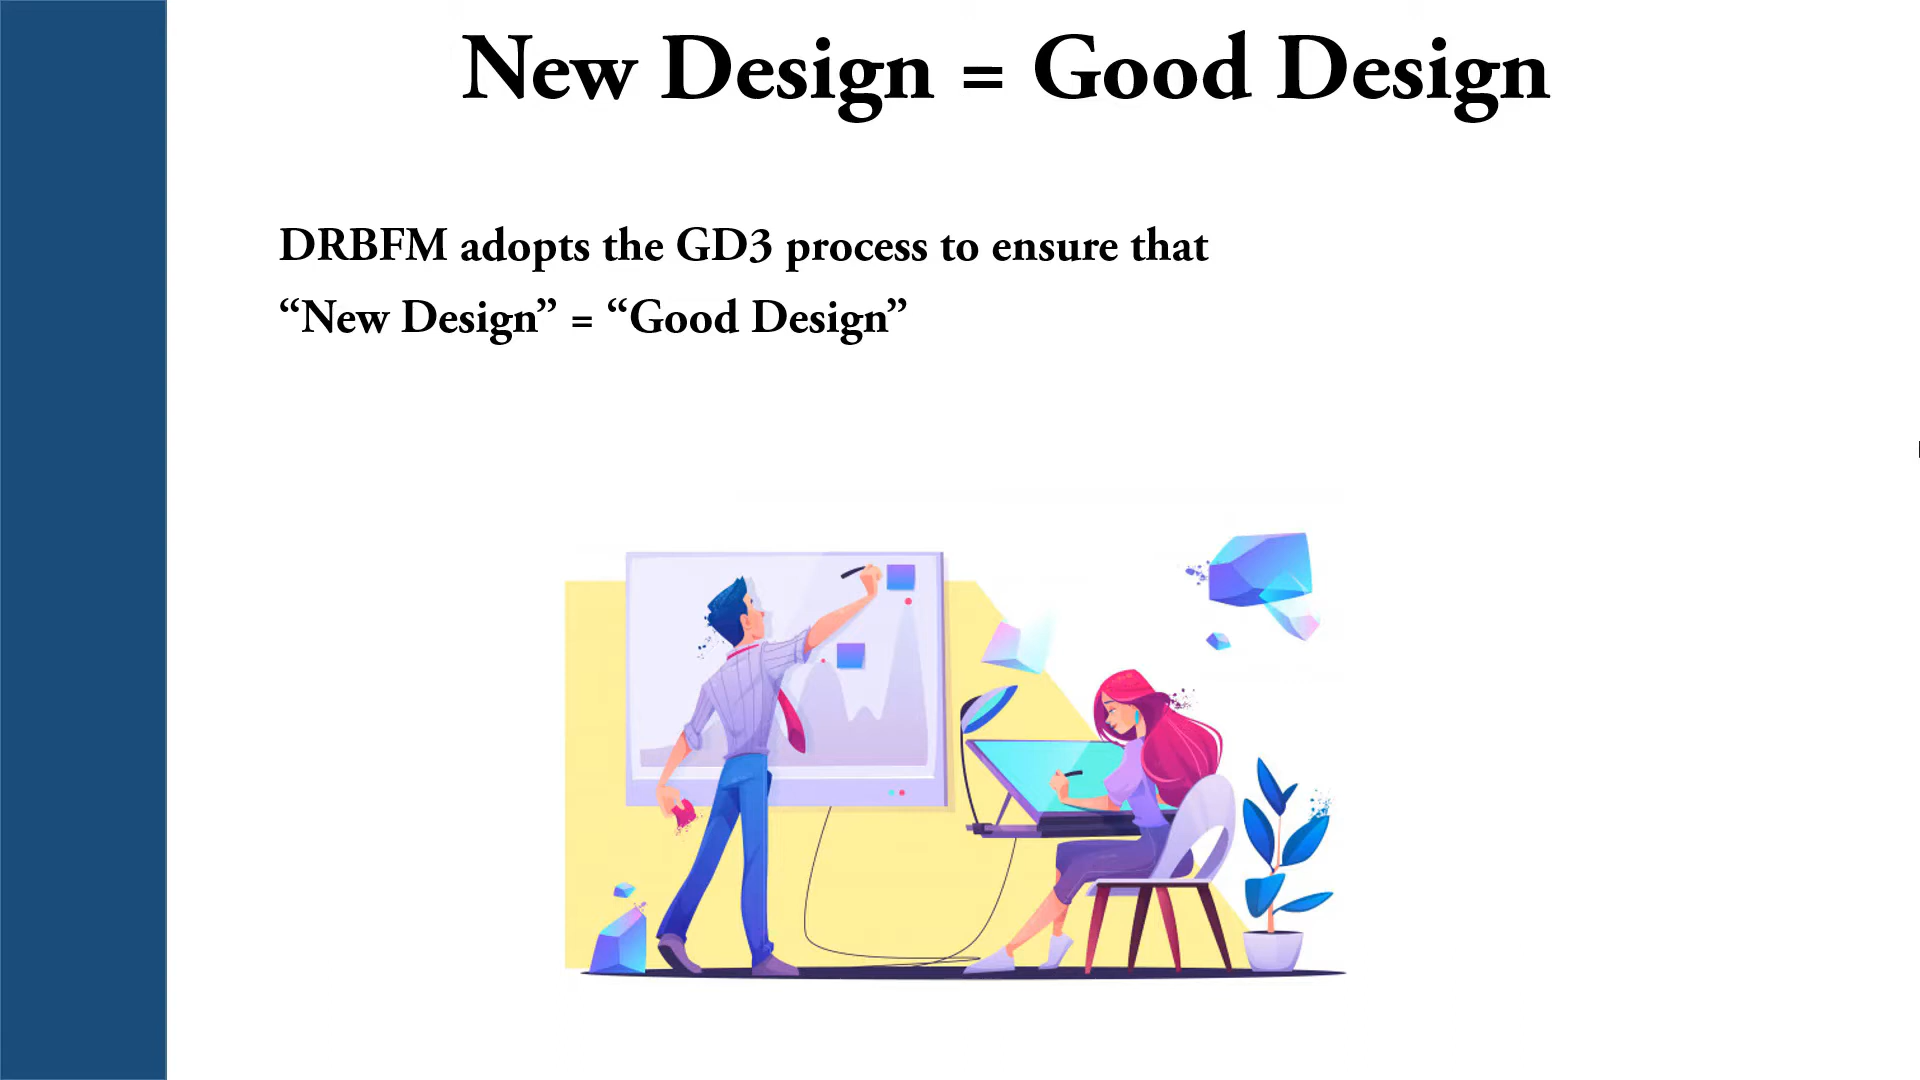 New Design = Good Design
DRBFM adopts the GD3 process to ensure that
“New Design” = “Good Design”